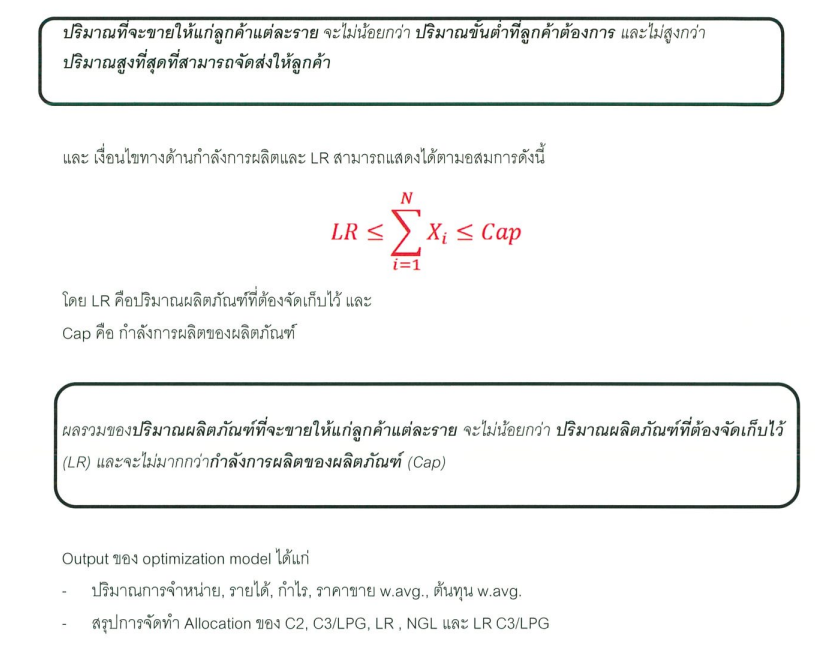 ปริมาณที่จะขายให้แก่ลูกค้าแต่ละราย จะไม่น้อยกว่า ปริมาณขั้นต่ำที่ลูกค้าต้องการ และไม่สูงกว่า
ปริมาณสูงที่สุดที่สามารถจัดส่งให้ลูกค้า
และ เงื่อนไขทางด้านกำลังการผลิตและ LR สามารถแสดงได้ตามอสมการดังนี้
LR ≤ \sum_{i=1}^{N} X_i ≤ Cap
โดย LR คือปริมาณผลิตภัณฑ์ที่ต้องจัดเก็บไว้ และ
Cap คือ กำลังการผลิตของผลิตภัณฑ์
ผลรวมของปริมาณผลิตภัณฑ์ที่จะขายให้แก่ลูกค้าแต่ละราย จะไม่น้อยกว่า ปริมาณผลิตภัณฑ์ที่ต้องจัดเก็บไว้
(LR) และจะไม่มากกว่ากำลังการผลิตของผลิตภัณฑ์ (Cap)
Output ของ optimization model ได้แก่
- ปริมาณการจำหน่าย, รายได้, กำไร, ราคาขาย w.avg., ต้นทุน w.avg.
- สรุปการจัดทำ Allocation ของ C2, C3/LPG, LR , NGL และ LR C3/LPG